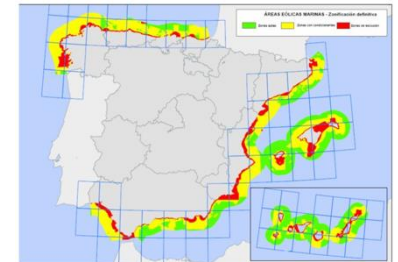 ÁREAS EÓLICAS MARINAS - Zonificación definitiva
Zonas aptas Zonas con condicionantes Zonas de exclusión